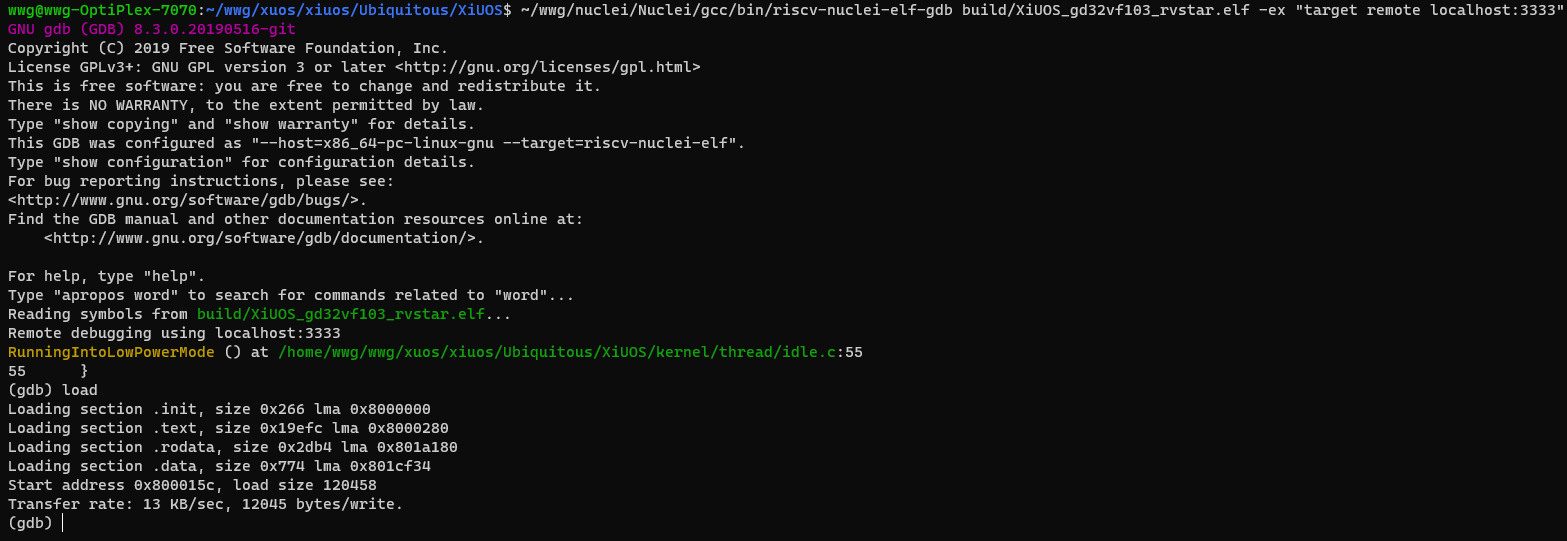 wwg@wwg-OptiPlex-7070:~/wwg/xuos/xiuos/Ubiquitous/XiUOS$ ~/wwg/nuclei/Nuclei/gcc/bin/riscv-nuclei-elf-gdb build/XiUOS_gd32vf103_rvstar.elf -ex "target remote localhost:3333"
GNU gdb (GDB) 8.3.0.20190516-git
Copyright (C) 2019 Free Software Foundation, Inc.
License GPLv3+: GNU GPL version 3 or later <http://gnu.org/licenses/gpl.html>
This is free software: you are free to change and redistribute it.
There is NO WARRANTY, to the extent permitted by law.
Type "show copying" and "show warranty" for details.
This GDB was configured as "--host=x86_64-pc-linux-gnu --target=riscv-nuclei-elf".
Type "show configuration" for configuration details.
For bug reporting instructions, please see:
<http://www.gnu.org/software/gdb/bugs/>.
Find the GDB manual and other documentation resources online at:
    <http://www.gnu.org/software/gdb/documentation/>.

For help, type "help".
Type "apropos word" to search for commands related to "word"...
Reading symbols from build/XiUOS_gd32vf103_rvstar.elf...
Remote debugging using localhost:3333
RunningIntoLowPowerMode () at /home/wwg/wwg/xuos/xiuos/Ubiquitous/XiUOS/kernel/thread/idle.c:55
55      }
(gdb) load
Loading section .init, size 0x266 lma 0x8000000
Loading section .text, size 0x19efc lma 0x8000280
Loading section .rodata, size 0x2db4 lma 0x801a180
Loading section .data, size 0x774 lma 0x801cf34
Start address 0x800015c, load size 120458
Transfer rate: 13 KB/sec, 12045 bytes/write.
(gdb)